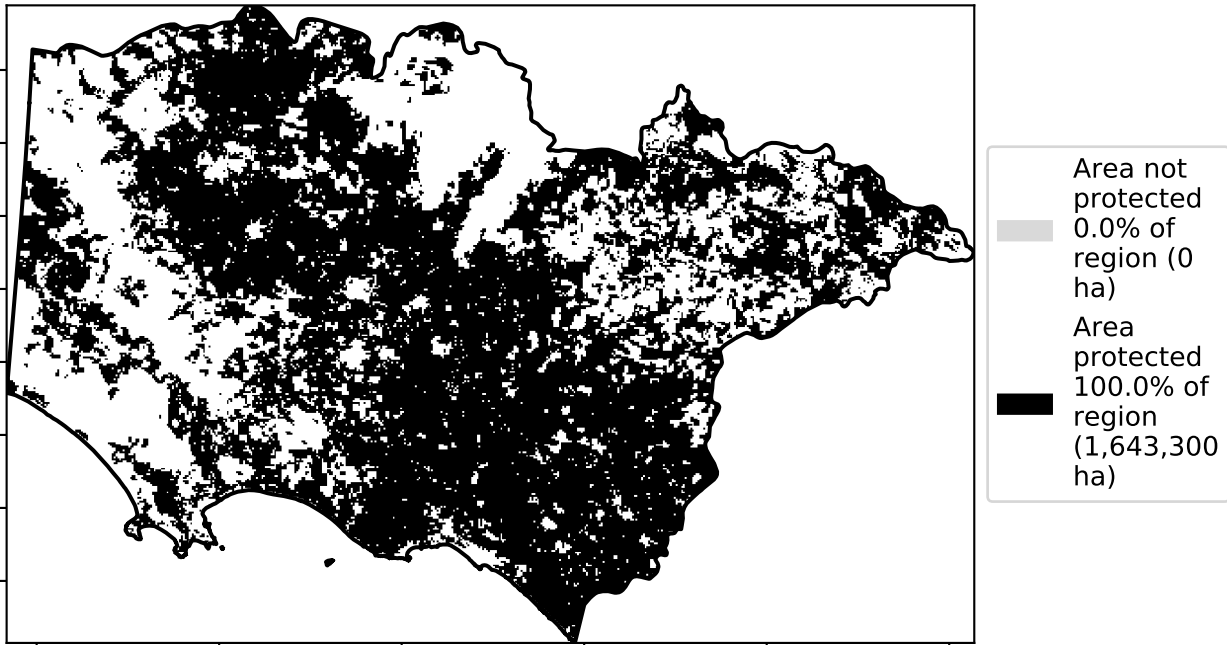 Area not
protected
0.0% of
region (0
ha)
Area
protected
100.0% of
region
(1,643,300
ha)